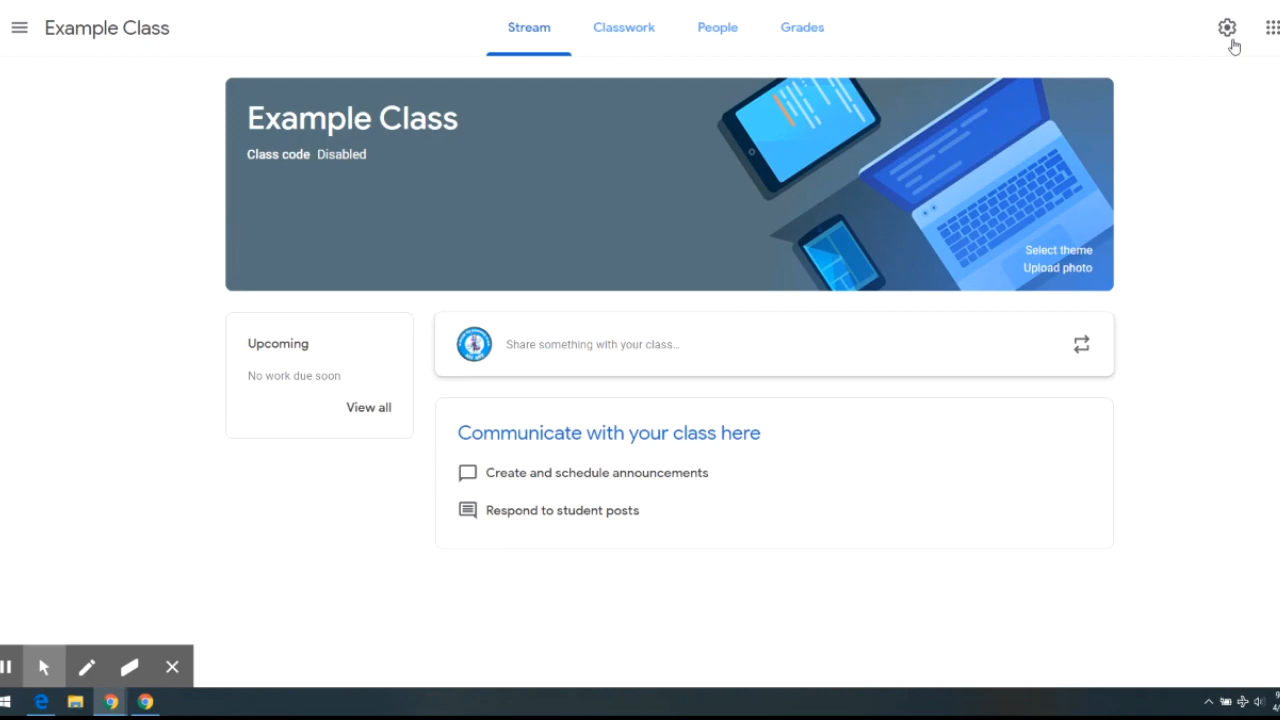 Example Class
Stream
Classwork
People
Grades
Example Class
Class code Disabled
Select theme
Upload photo
Upcoming
No work due soon
View all
Share something with your class...
Communicate with your class here
Create and schedule announcements
Respond to student posts